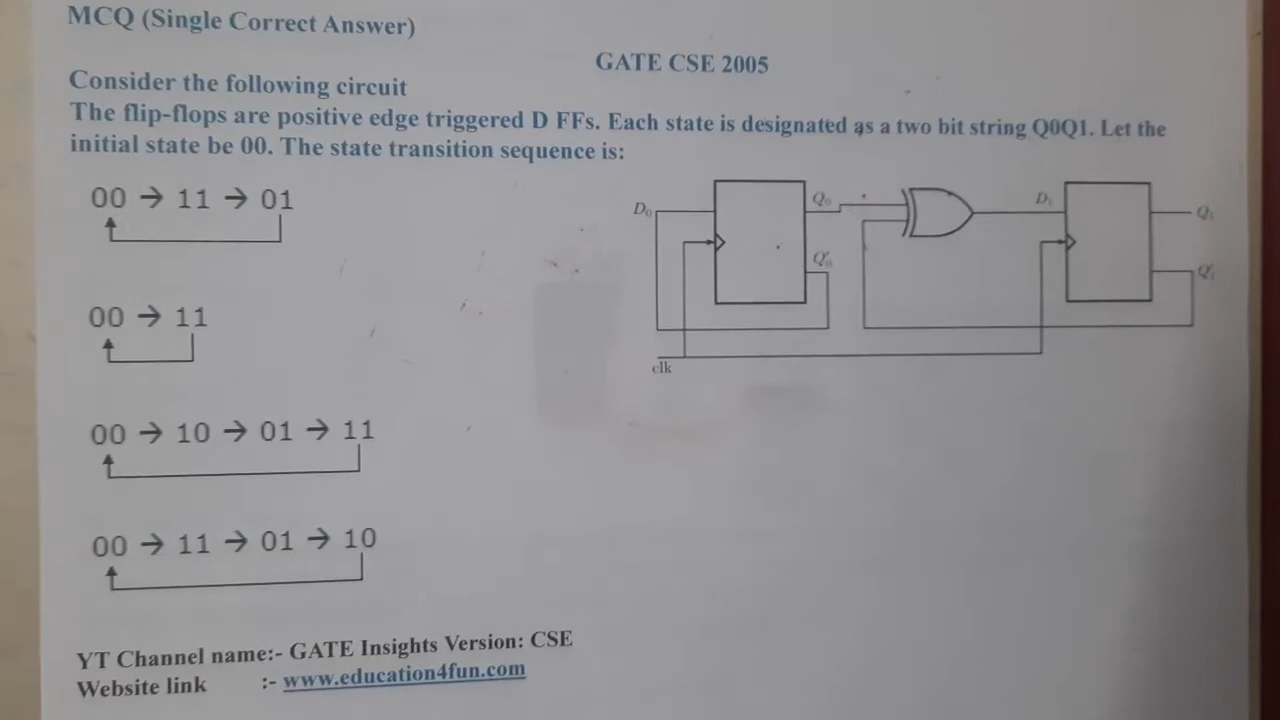 MCQ (Single Correct Answer)
GATE CSE 2005
Consider the following circuit
The flip-flops are positive edge triggered D FFs. Each state is designated as a two bit string Q0Q1. Let the
initial state be 00. The state transition sequence is:
00 → 11 → 01
00 → 11
00 → 10 → 01 → 11
00 → 11 → 01 → 10
D₀
Q₀
Q₀'
D₁
Q₁
Q₁'
clk
YT Channel name:- GATE Insights Version: CSE
Website link :- www.education4fun.com